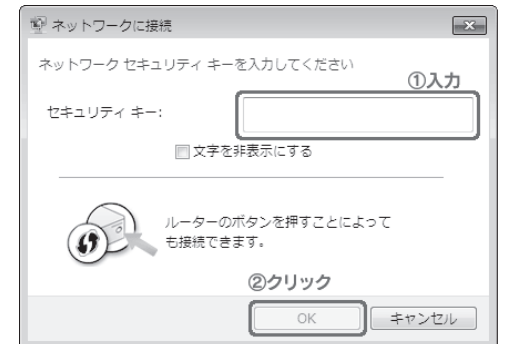 ネットワークに接続
ネットワーク セキュリティ キーを入力してください
①入力
セキュリティ キー:
文字を非表示にする
ルーターのボタンを押すことによって
も接続できます。
②クリック
OK
キャンセル